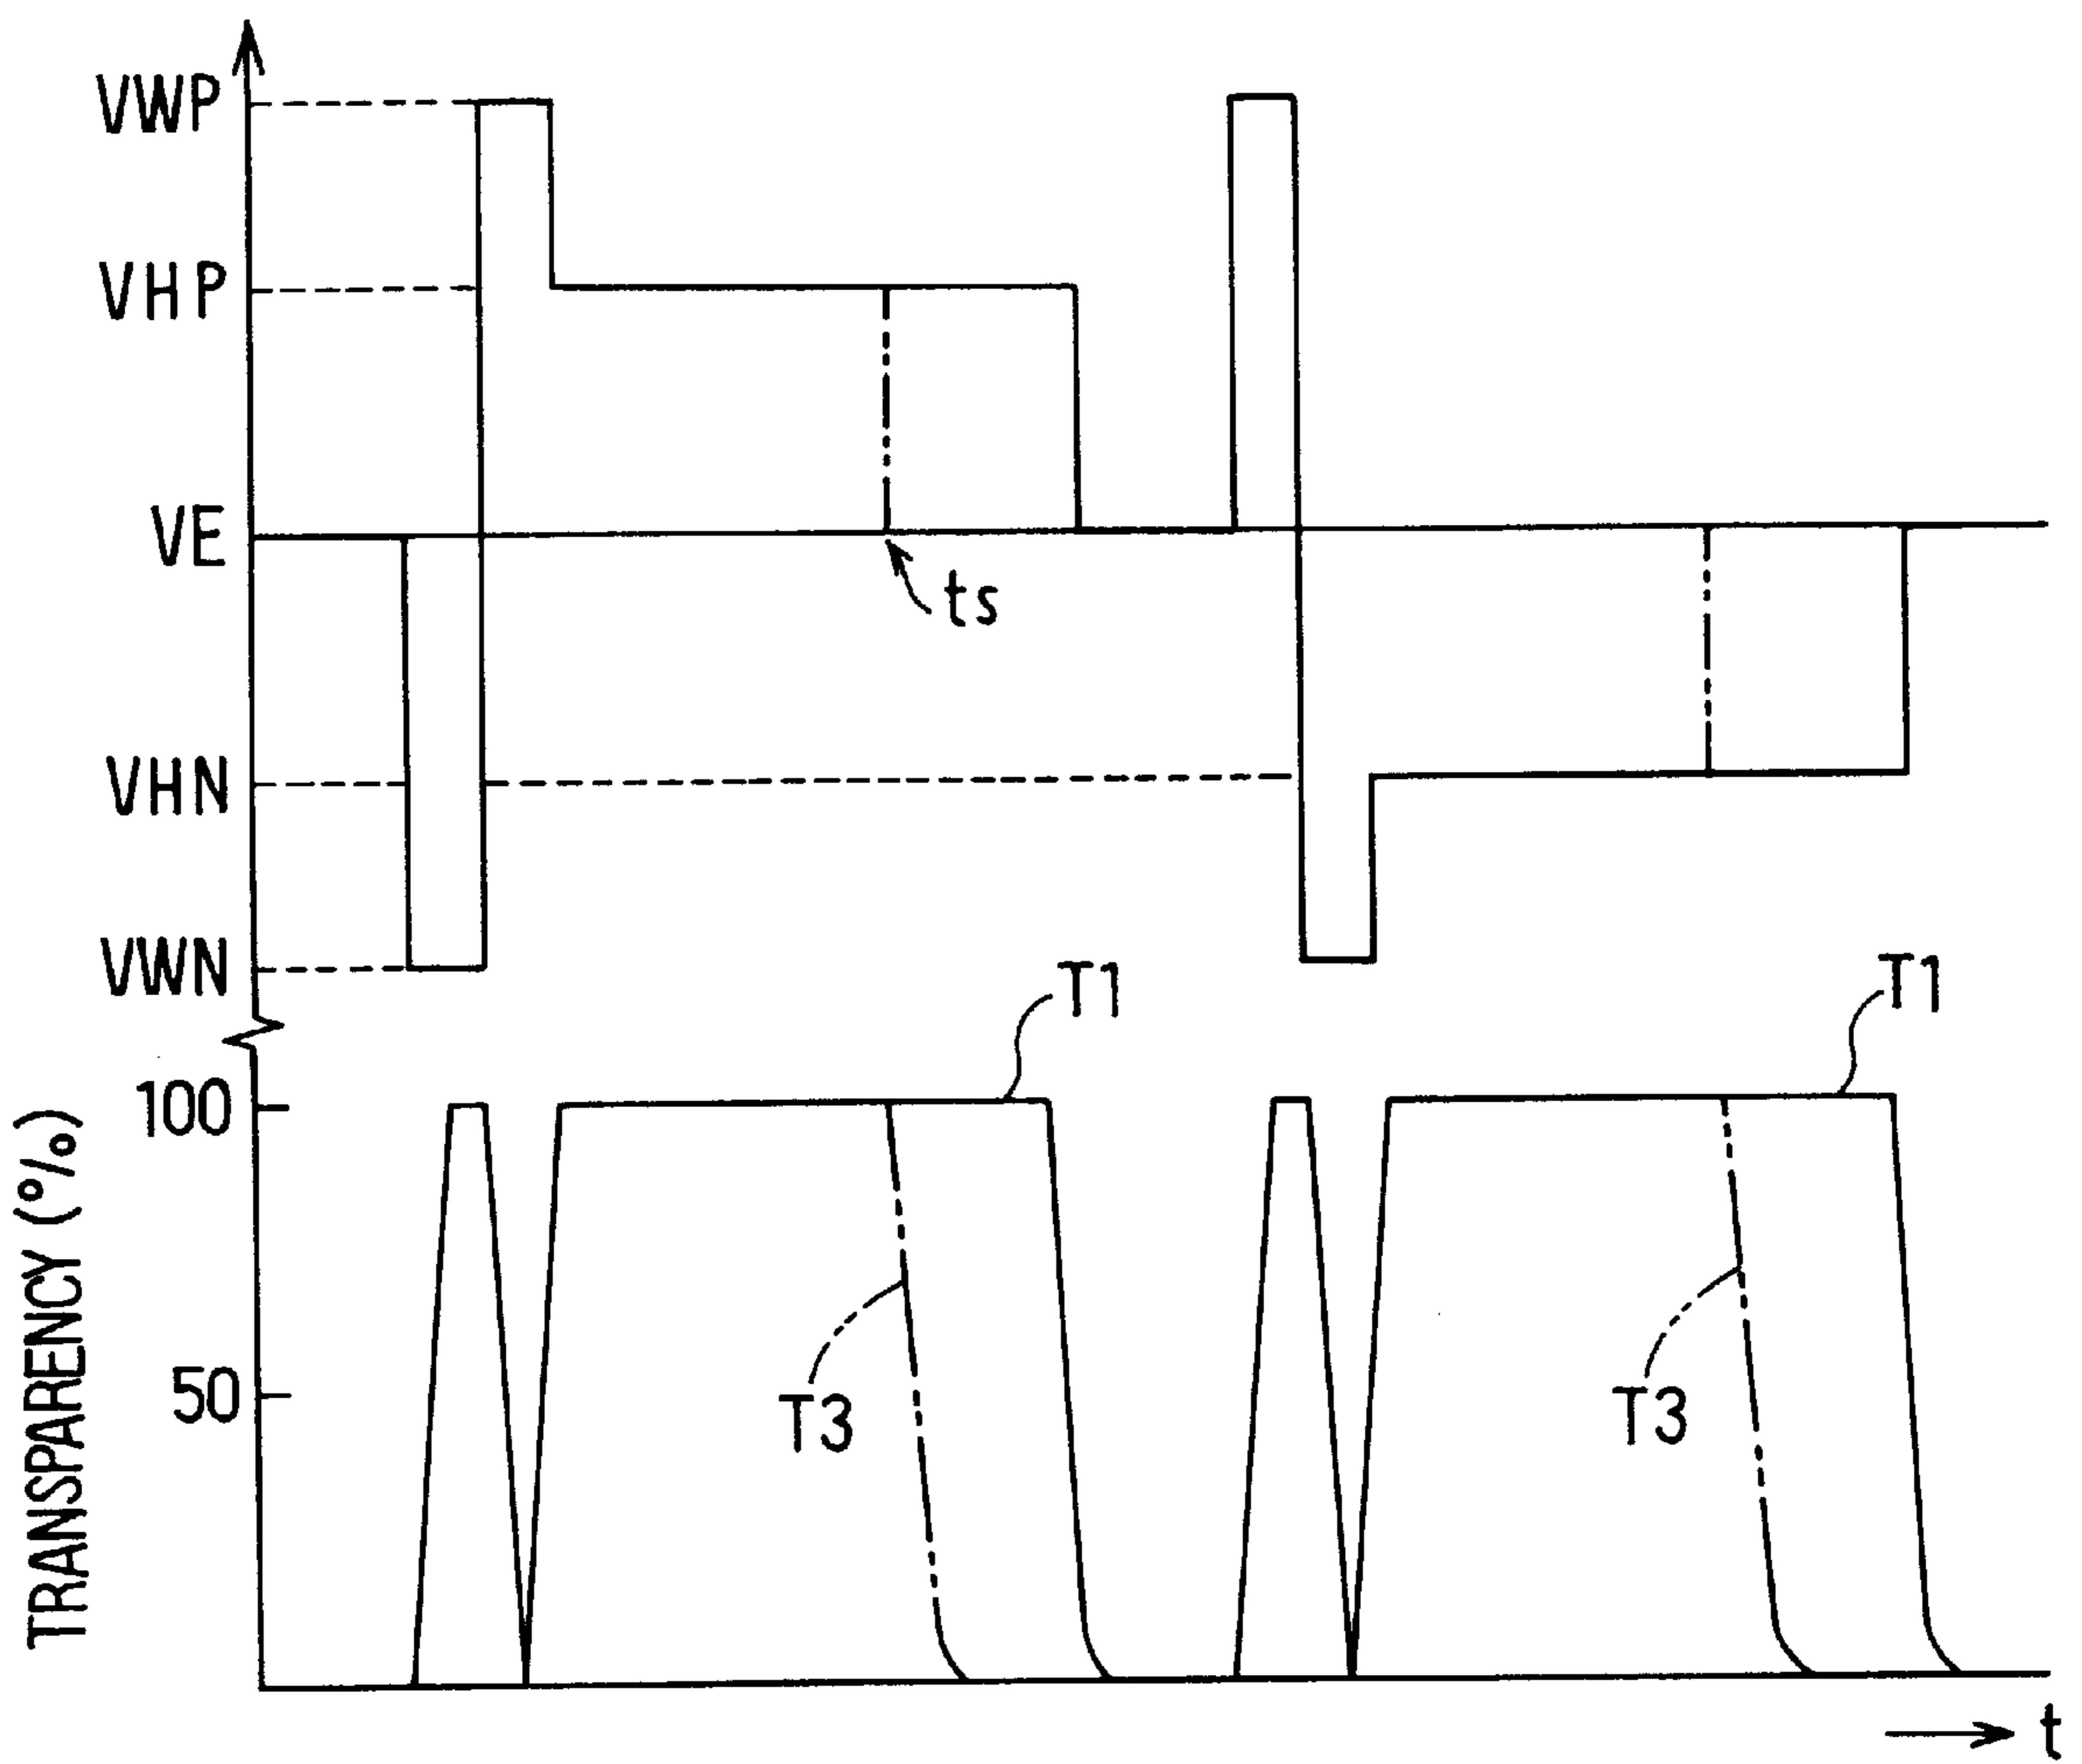 VWP
VHP
VE
ts
VHN
VWN
T1
T1
100
50
T3
T3
TRANSPARENCY (%)
t